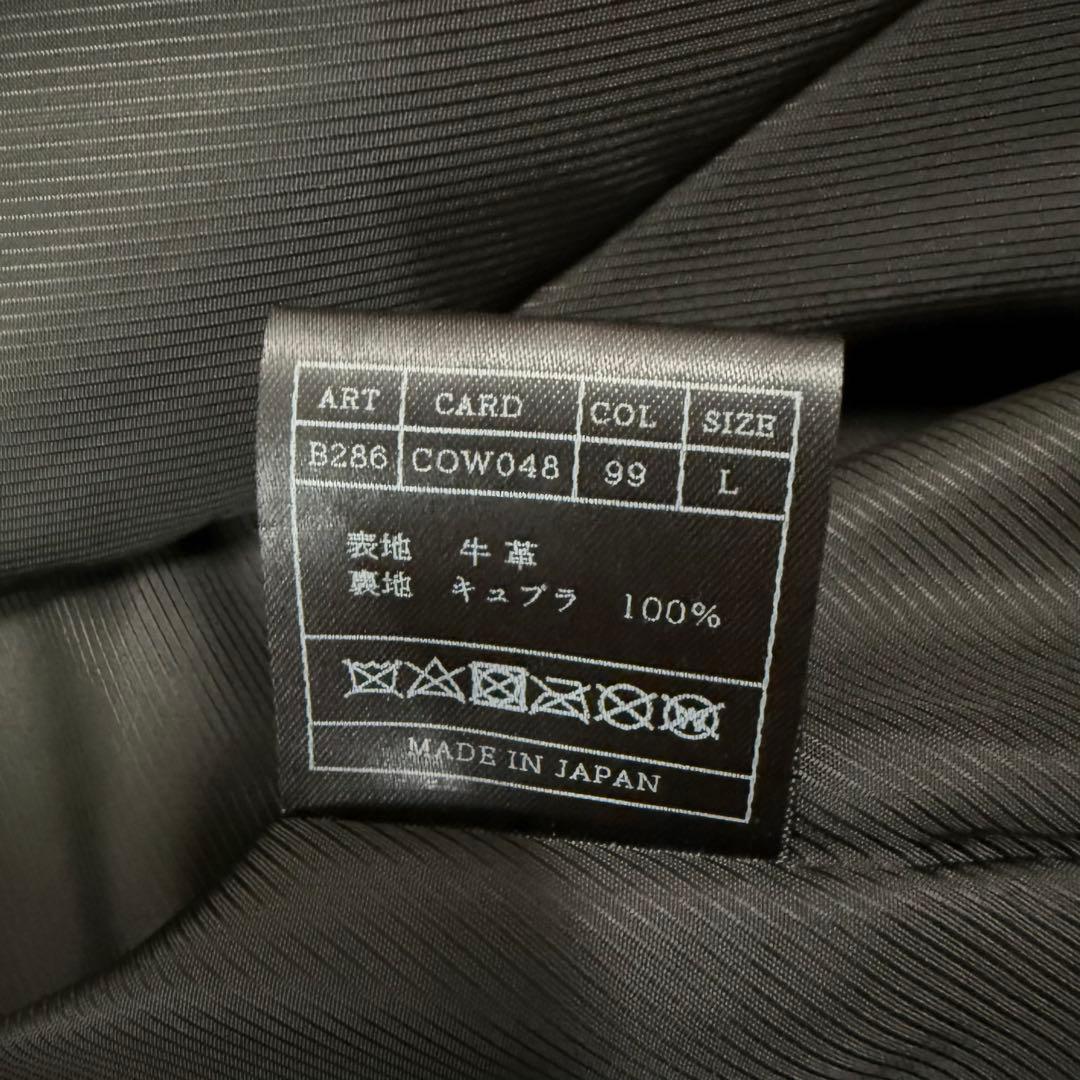 ART CARD COL SIZE
B286 COW048 99 L
表地 牛革
裏地 キュプラ 100%
MADE IN JAPAN